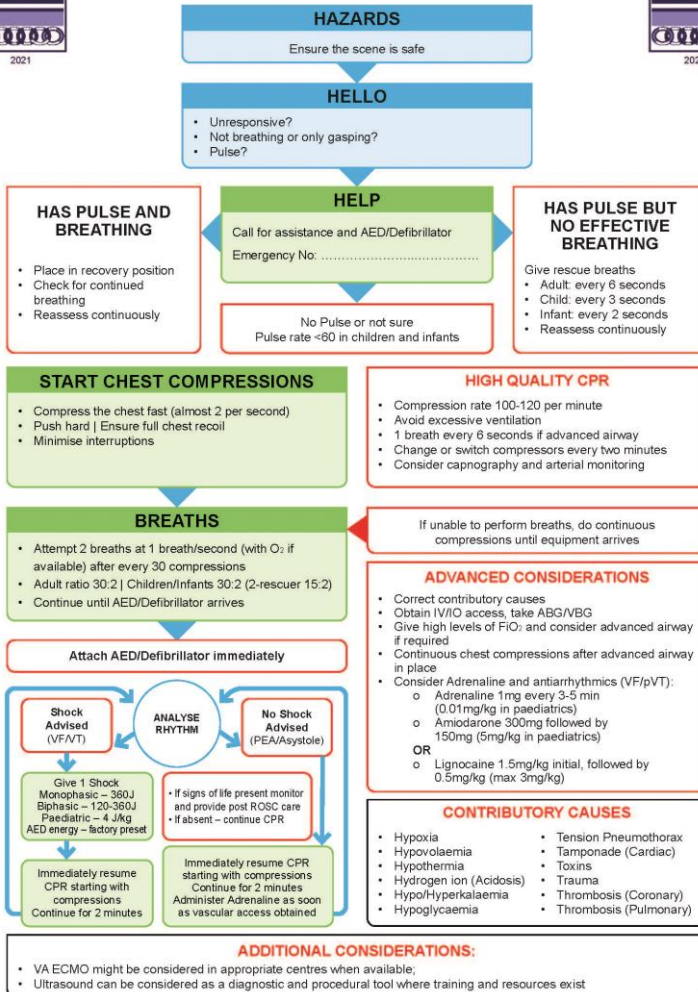 2021
202
HAZARDS
Ensure the scene is safe
HELLO
• Unresponsive?
• Not breathing or only gasping?
• Pulse?
HAS PULSE AND
BREATHING
• Place in recovery position
• Check for continued
breathing
• Reassess continuously
HELP
Call for assistance and AED/Defibrillator
Emergency No: ……………………………………
HAS PULSE BUT
NO EFFECTIVE
BREATHING
Give rescue breaths
• Adult: every 6 seconds
• Child: every 3 seconds
• Infant: every 2 seconds
• Reassess continuously
No Pulse or not sure
Pulse rate <60 in children and infants
START CHEST COMPRESSIONS
• Compress the chest fast (almost 2 per second)
• Push hard | Ensure full chest recoil
• Minimise interruptions
HIGH QUALITY CPR
• Compression rate 100-120 per minute
• Avoid excessive ventilation
• 1 breath every 6 seconds if advanced airway
• Change or switch compressors every two minutes
• Consider capnography and arterial monitoring
BREATHS
• Attempt 2 breaths at 1 breath/second (with O₂ if
available) after every 30 compressions
• Adult ratio 30:2 | Children/Infants 30:2 (2-rescuer 15:2)
• Continue until AED/Defibrillator arrives
If unable to perform breaths, do continuous
compressions until equipment arrives
Attach AED/Defibrillator immediately
ADVANCED CONSIDERATIONS
• Correct contributory causes
• Obtain IV/IO access, take ABG/VBG
• Give high levels of FiO₂ and consider advanced airway
if required
• Continuous chest compressions after advanced airway
in place
• Consider Adrenaline and antiarrhythmics (VF/pVT):
o Adrenaline 1mg every 3-5 min
(0.01mg/kg in paediatrics)
o Amiodarone 300mg followed by
150mg (5mg/kg in paediatrics)
OR
o Lignocaine 1.5mg/kg initial, followed by
0.5mg/kg (max 3mg/kg)
Shock
Advised
(VF/VT)
ANALYSE
RHYTHM
No Shock
Advised
(PEA/Asystole)
Give 1 Shock
Monophasic – 360J
Biphasic – 120-360J
Paediatric – 4 J/kg
AED energy – factory preset
• If signs of life present monitor
and provide post ROSC care
• If absent – continue CPR
Immediately resume
CPR starting with
compressions
Continue for 2 minutes
Immediately resume CPR
starting with compressions
Continue for 2 minutes
Administer Adrenaline as soon
as vascular access obtained
CONTRIBUTORY CAUSES
• Hypoxia
• Hypovolaemia
• Hypothermia
• Hydrogen ion (Acidosis)
• Hypo/Hyperkalaemia
• Hypoglycaemia
• Tension Pneumothorax
• Tamponade (Cardiac)
• Toxins
• Trauma
• Thrombosis (Coronary)
• Thrombosis (Pulmonary)
ADDITIONAL CONSIDERATIONS:
• VA ECMO might be considered in appropriate centres when available;
• Ultrasound can be considered as a diagnostic and procedural tool where training and resources exist